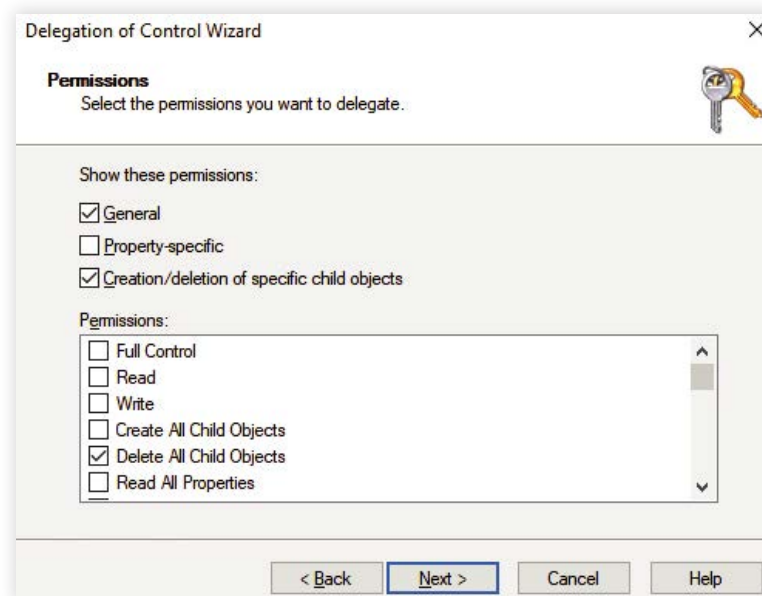 Delegation of Control Wizard
Permissions
Select the permissions you want to delegate.
Show these permissions:
General
Property-specific
Creation/deletion of specific child objects
Permissions:
Full Control
Read
Write
Create All Child Objects
Delete All Child Objects
Read All Properties
< Back Next > Cancel Help